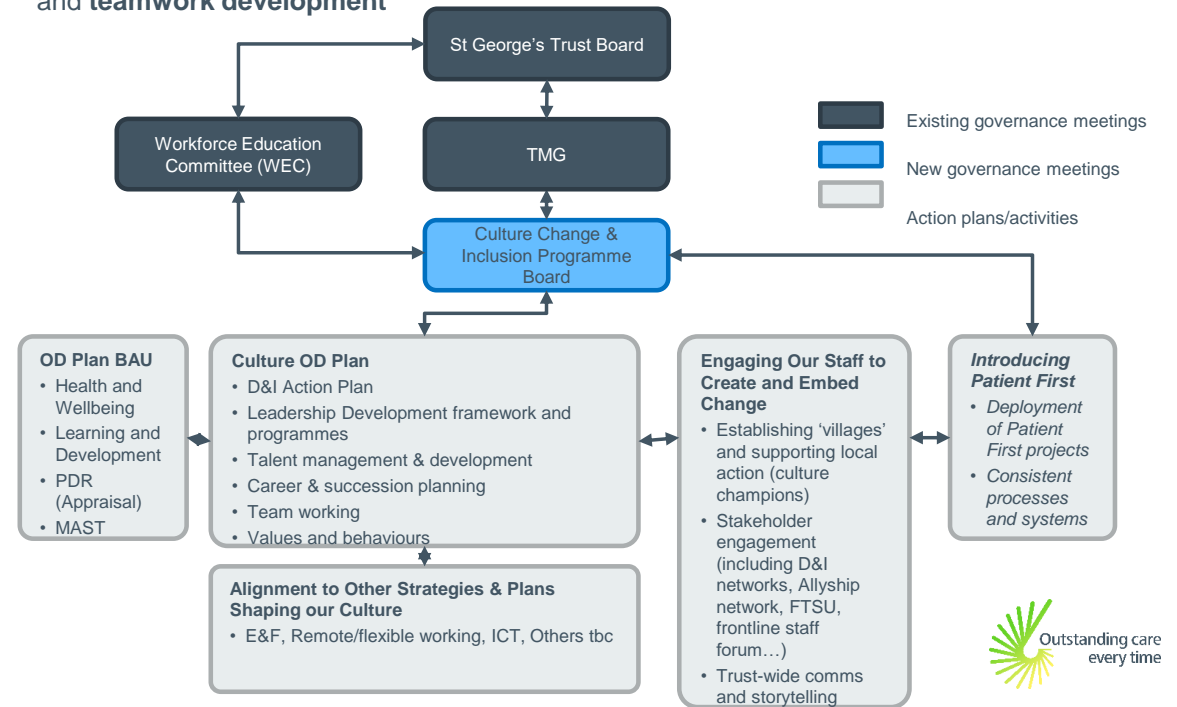 and teamwork development
St George's Trust Board
Workforce Education
Committee (WEC)
TMG
Existing governance meetings
New governance meetings
Action plans/activities
Culture Change &
Inclusion Programme
Board
OD Plan BAU
• Health and
Wellbeing
• Learning and
Development
• PDR
(Appraisal)
• MAST
Culture OD Plan
• D&I Action Plan
• Leadership Development framework and
programmes
• Talent management & development
• Career & succession planning
• Team working
• Values and behaviours
Alignment to Other Strategies & Plans
Shaping our Culture
• E&F, Remote/flexible working, ICT, Others tbc
Engaging Our Staff to
Create and Embed
Change
• Establishing ‘villages’
and supporting local
action (culture
champions)
• Stakeholder
engagement
(including D&I
networks, Allyship
network, FTSU,
frontline staff
forum…)
• Trust-wide comms
and storytelling
Introducing
Patient First
• Deployment
of Patient
First projects
• Consistent
processes
and systems
Outstanding care
every time